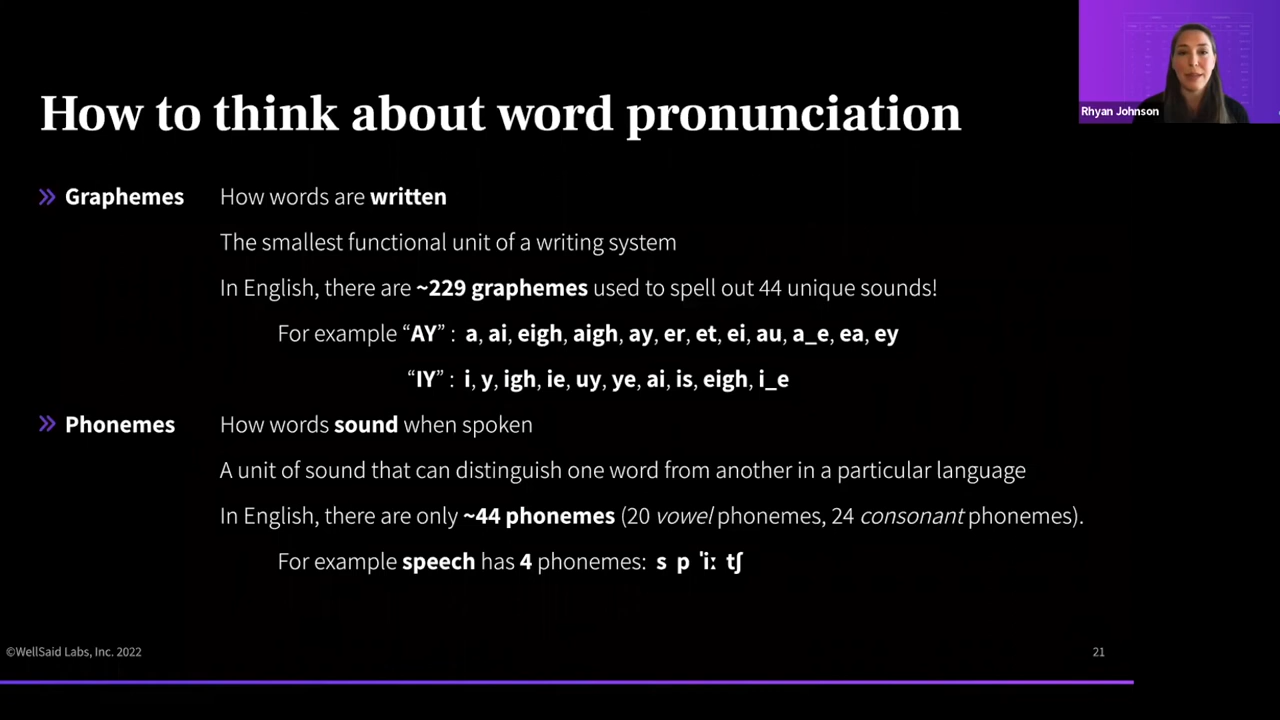 Rhyan Johnson
How to think about word pronunciation
Graphemes How words are written
The smallest functional unit of a writing system
In English, there are ~229 graphemes used to spell out 44 unique sounds!
For example “AY” : a, ai, eigh, aigh, ay, er, et, ei, au, a_e, ea, ey
“IY” : i, y, igh, ie, uy, ye, ai, is, eigh, i_e
Phonemes How words sound when spoken
A unit of sound that can distinguish one word from another in a particular language
In English, there are only ~44 phonemes (20 vowel phonemes, 24 consonant phonemes).
For example speech has 4 phonemes: s p ˈiː tʃ
©WellSaid Labs, Inc. 2022
21